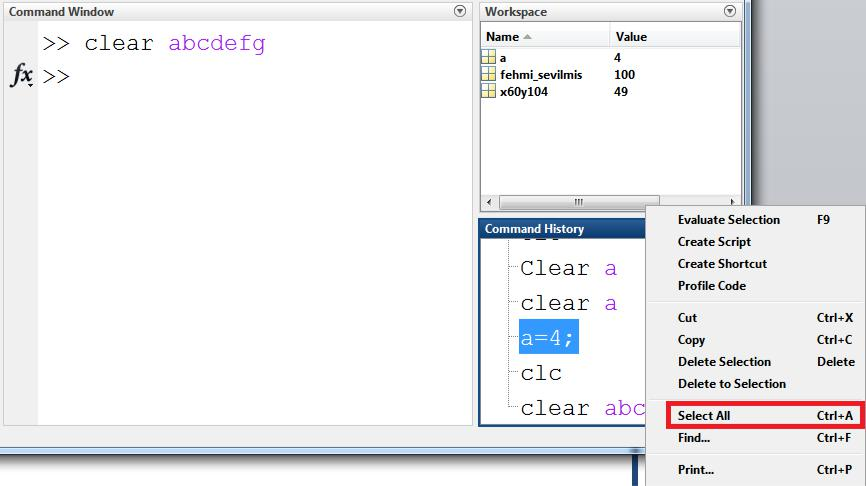 Command Window
>> clear abcdefg
fx >>
Workspace
Name Value
a 4
fehmi_sevilmis 100
x60y104 49
Command History
Clear a
clear a
a=4;
clc
clear abc
Evaluate Selection F9
Create Script
Create Shortcut
Profile Code
Cut Ctrl+X
Copy Ctrl+C
Delete Selection Delete
Delete to Selection
Select All Ctrl+A
Find... Ctrl+F
Print... Ctrl+P